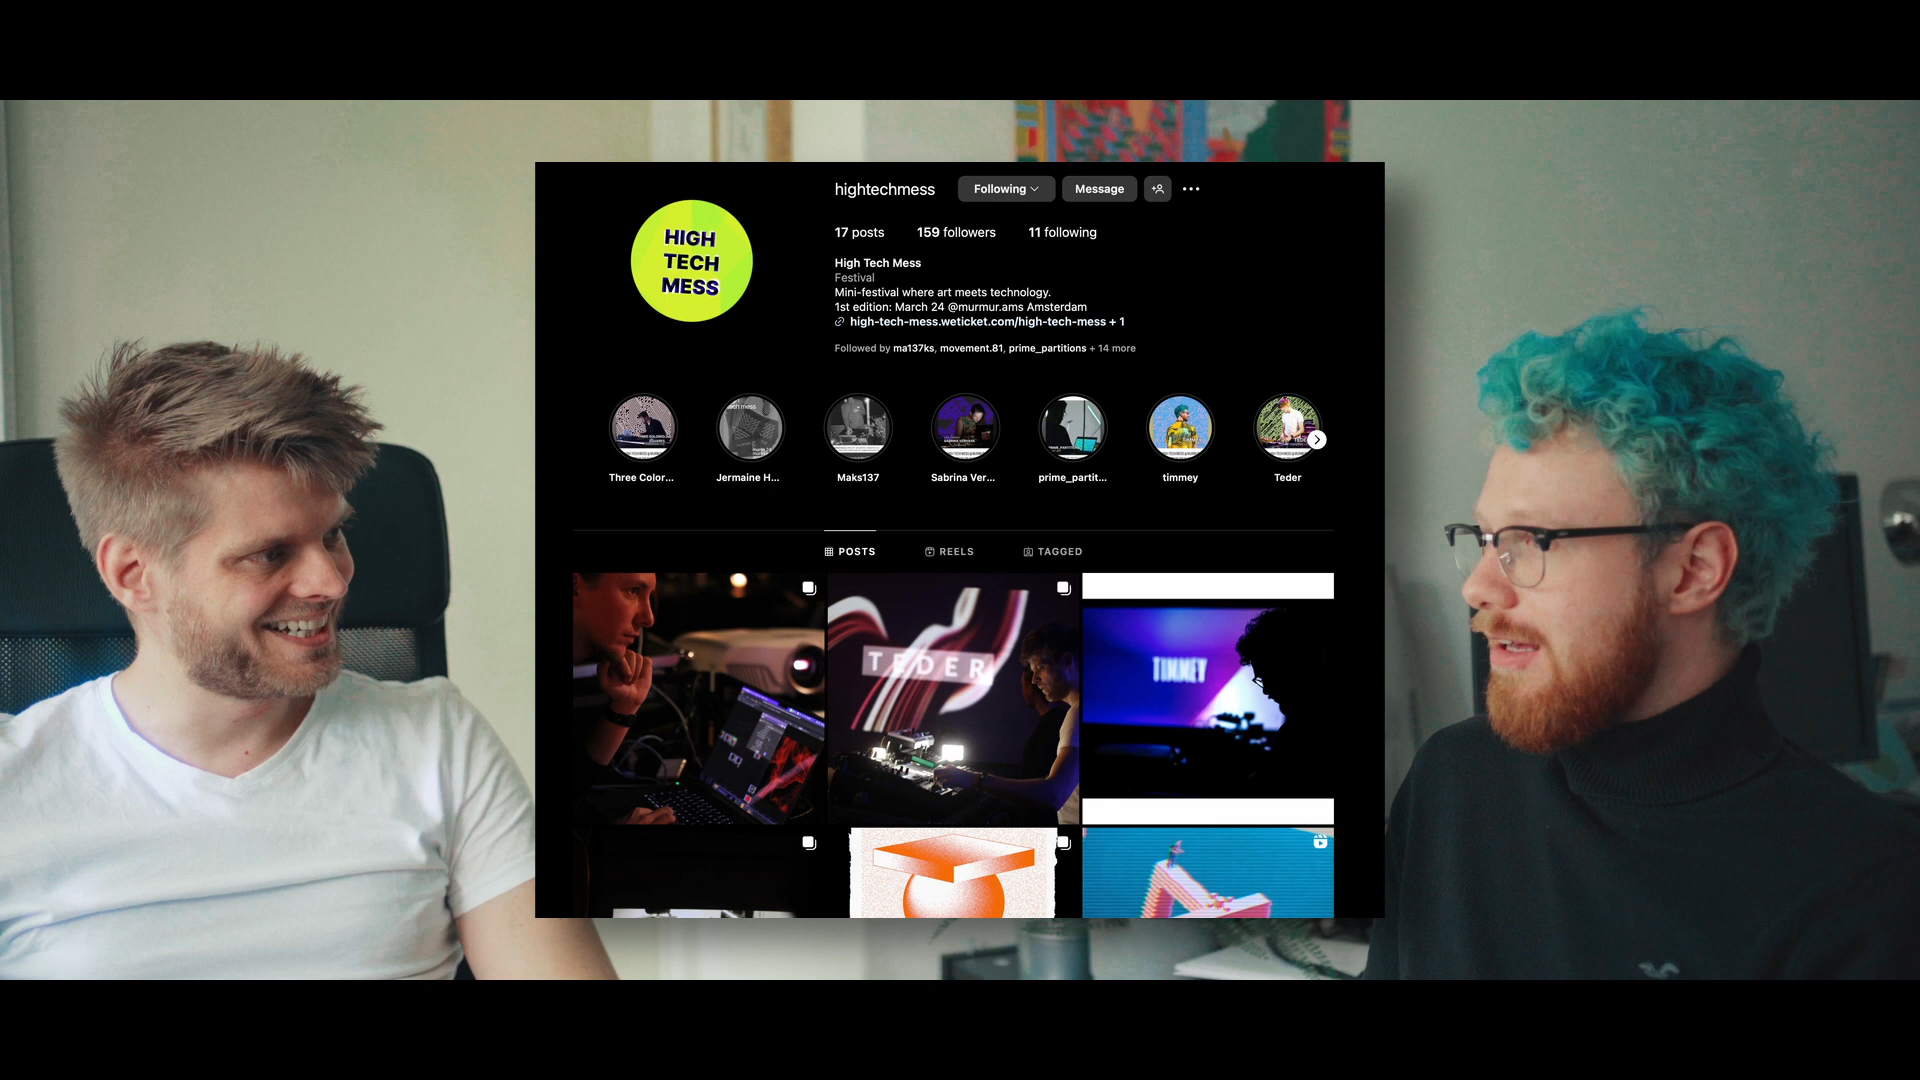 hightechmess Following Message
HIGH
TECH
MESS
17 posts 159 followers 11 following
High Tech Mess
Festival
Mini-festival where art meets technology.
1st edition: March 24 @murmur.ams Amsterdam
high-tech-mess.weticket.com/high-tech-mess + 1
Followed by ma137ks, movement.81, prime_partitions + 14 more
Three Color... Jermaine H... Maks137 Sabrina Ver... prime_partit... timmey Teder
POSTS REELS TAGGED
TEDER
TIMMEY